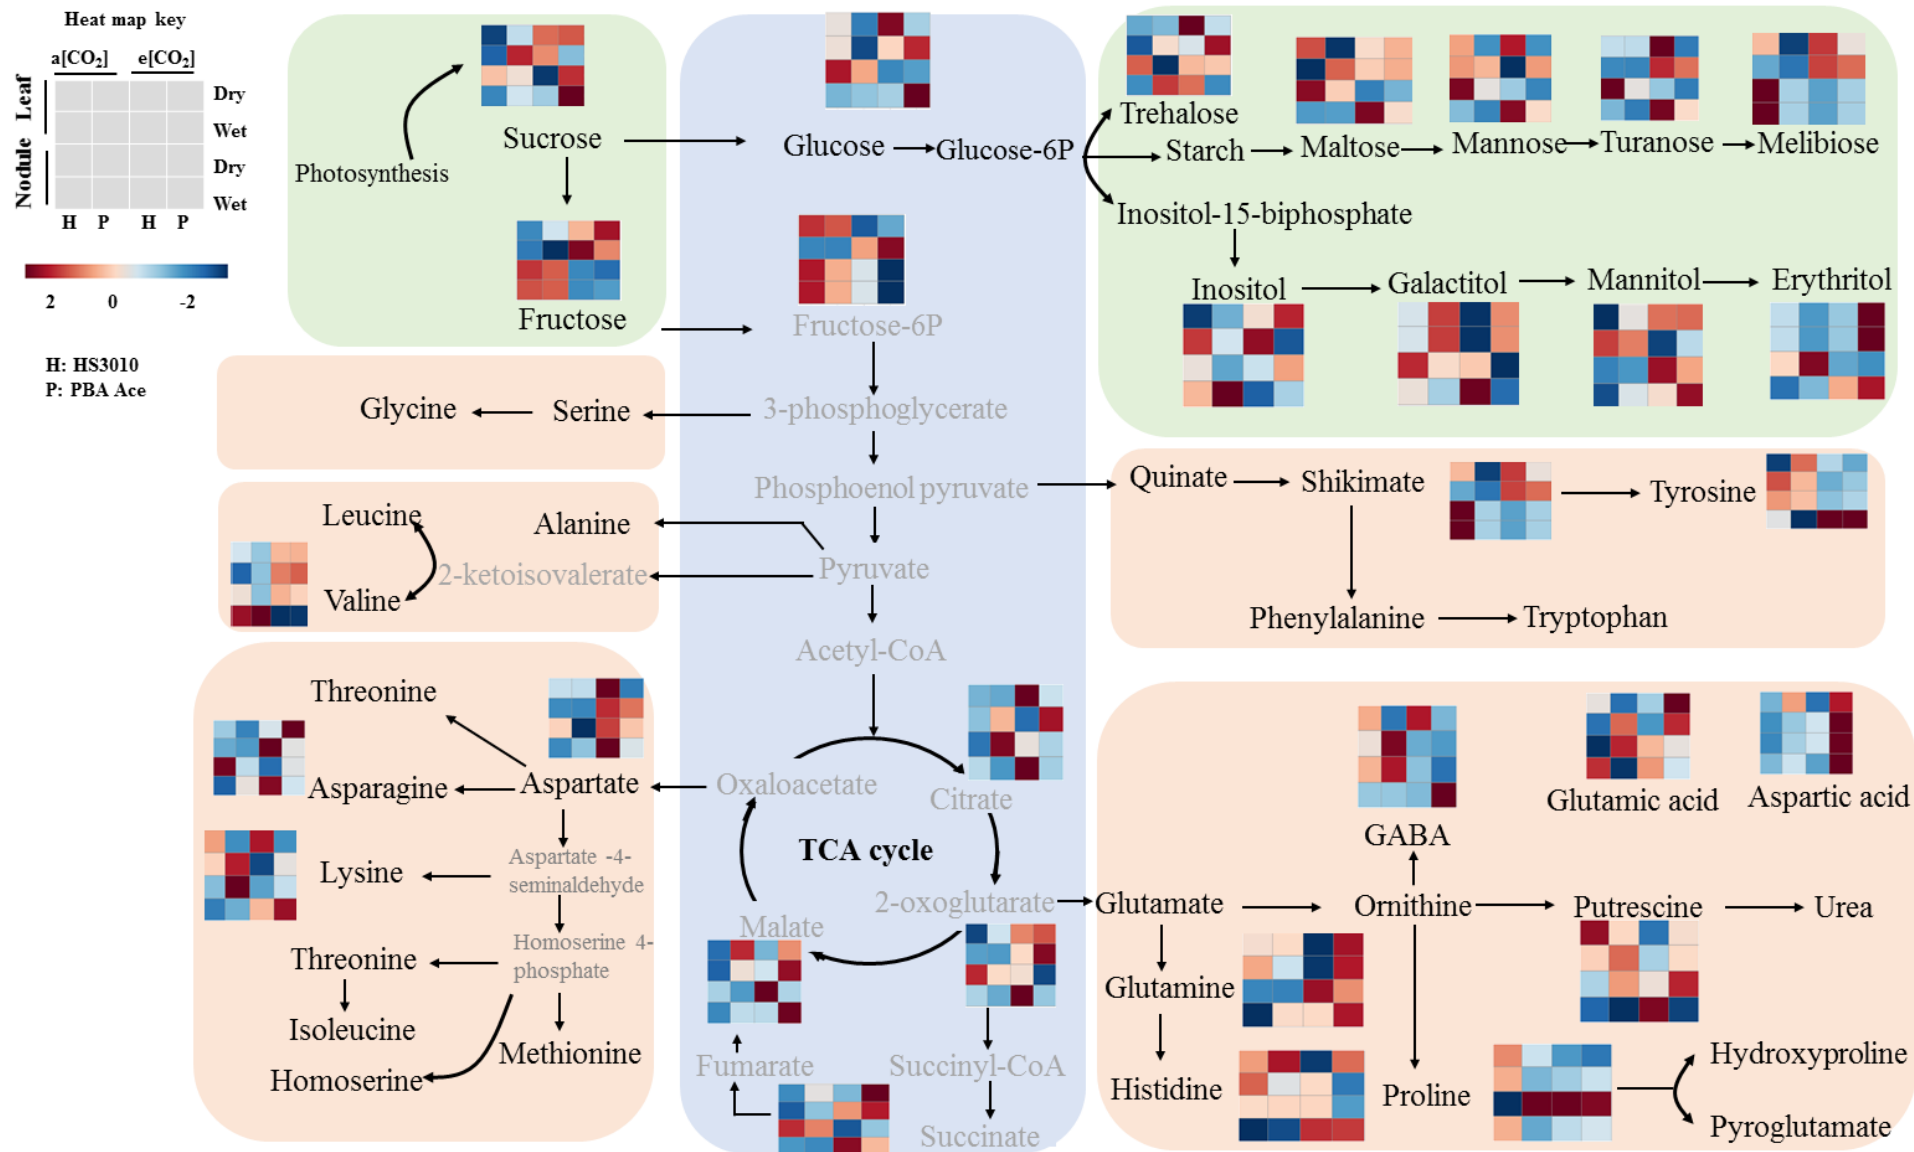 Heat map key
a[CO₂] e[CO₂]
Leaf
Dry
Wet
Nodule
Dry
Wet
H P H P
2 0 -2
H: HS3010
P: PBA Ace
Photosynthesis
Sucrose
Fructose
Glucose
Glucose-6P
Trehalose
Starch
Maltose
Mannose
Turanose
Melibiose
Inositol-15-biphosphate
Inositol
Galactitol
Mannitol
Erythritol
Fructose-6P
Glycine
Serine
3-phosphoglycerate
Phosphoenol pyruvate
Quinate
Shikimate
Tyrosine
Phenylalanine
Tryptophan
Leucine
Alanine
2-ketoisovalerate
Valine
Pyruvate
Acetyl-CoA
Threonine
Asparagine
Aspartate
Oxaloacetate
Citrate
TCA cycle
Lysine
Aspartate -4-
seminaldehyde
Threonine
Homoserine 4-
phosphate
Isoleucine
Methionine
Homoserine
Malate
2-oxoglutarate
Fumarate
Succinyl-CoA
Succinate
Glutamic acid
Aspartic acid
GABA
Glutamate
Ornithine
Putrescine
Urea
Glutamine
Histidine
Proline
Hydroxyproline
Pyroglutamate